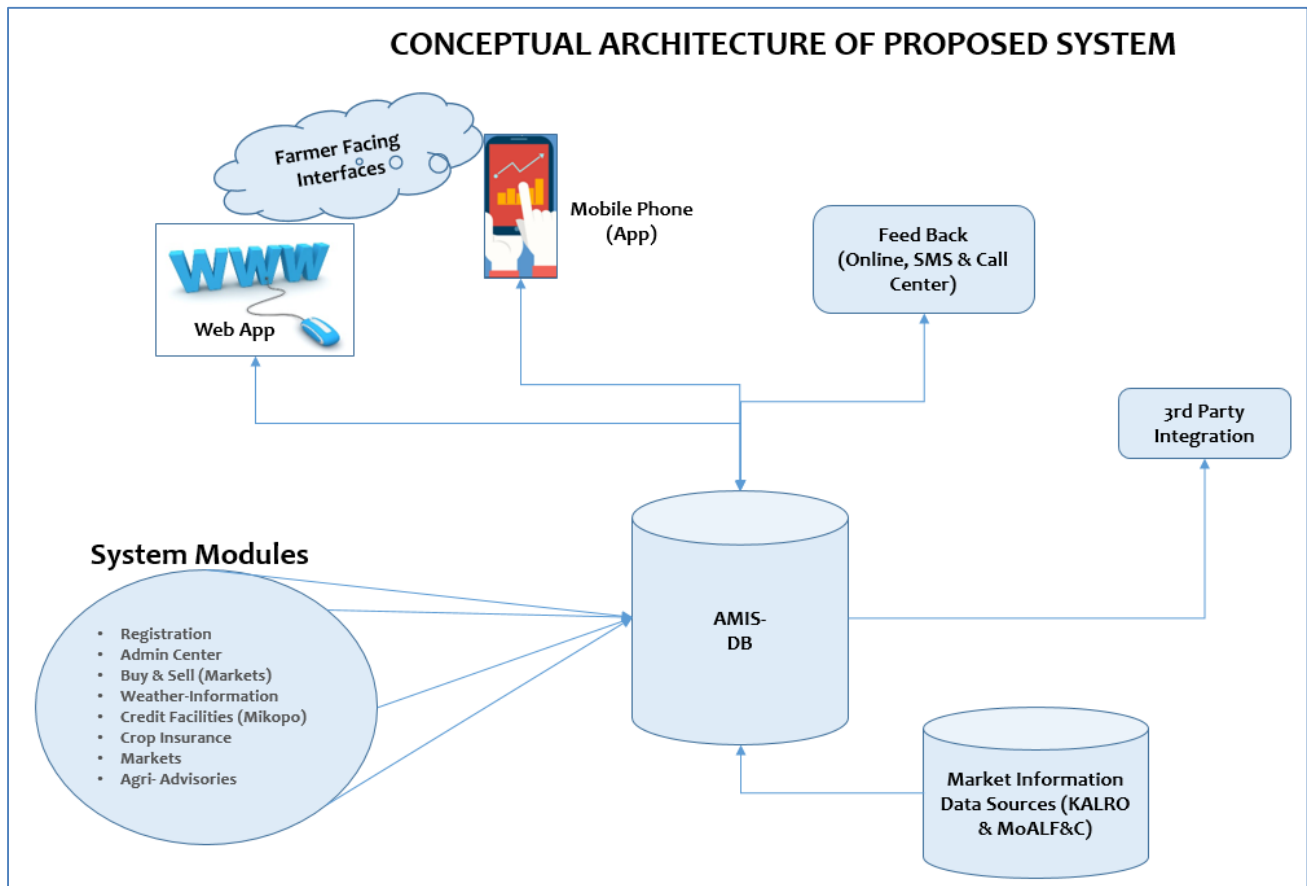 CONCEPTUAL ARCHITECTURE OF PROPOSED SYSTEM
Farmer Facing
Interfaces
Mobile Phone
(App)
WWW
Web App
Feed Back
(Online, SMS & Call
Center)
3rd Party
Integration
System Modules
• Registration
• Admin Center
• Buy & Sell (Markets)
• Weather-Information
• Credit Facilities (Mikopo)
• Crop Insurance
• Markets
• Agri- Advisories
AMIS-
DB
Market Information
Data Sources (KALRO
& MoALF&C)